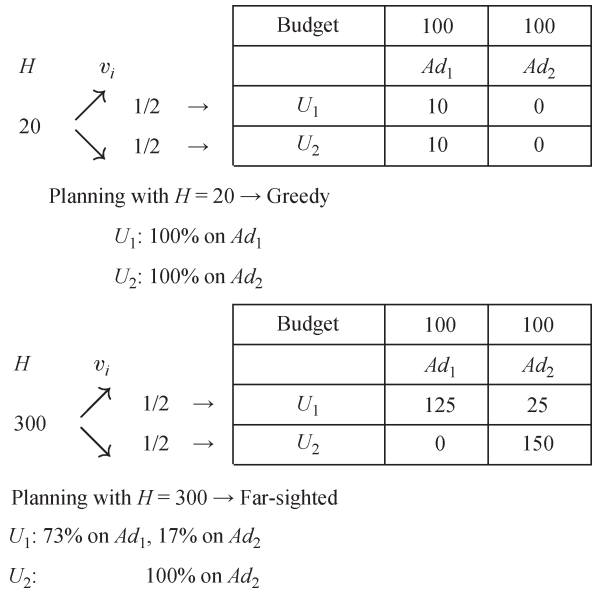 Budget 100 100
H v_i Ad_1 Ad_2
1/2 → U_1 10 0
20
1/2 → U_2 10 0
Planning with H = 20 → Greedy
U_1: 100% on Ad_1
U_2: 100% on Ad_2
Budget 100 100
H v_i Ad_1 Ad_2
1/2 → U_1 125 25
300
1/2 → U_2 0 150
Planning with H = 300 → Far-sighted
U_1: 73% on Ad_1, 17% on Ad_2
U_2: 100% on Ad_2